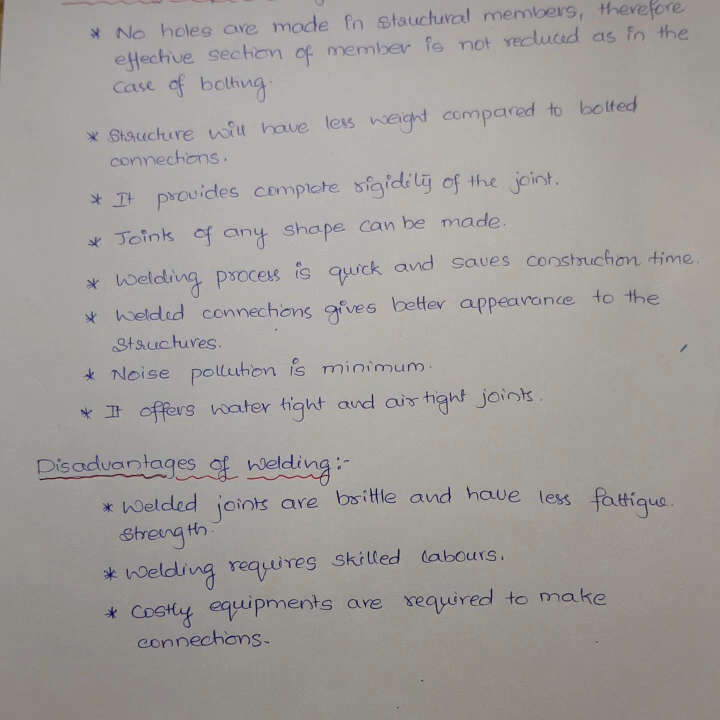 * No holes are made in stauctural members, therefore
effective section of member is not reduced as in the
case of bolting.
* Structure will have less weight compared to bolted
connections.
* It provides complete rigidity of the joint.
* Joints of any shape can be made.
* Welding process is quick and saves construction time.
* Welded connections gives better appearance to the
structures.
* Noise pollution is minimum.
* It offers water tight and air tight joints.
Disadvantages of Welding:-
* Welded joints are brittle and have less fattigue.
strength.
* Welding requires skilled labours.
* Costly equipments are required to make
connections.